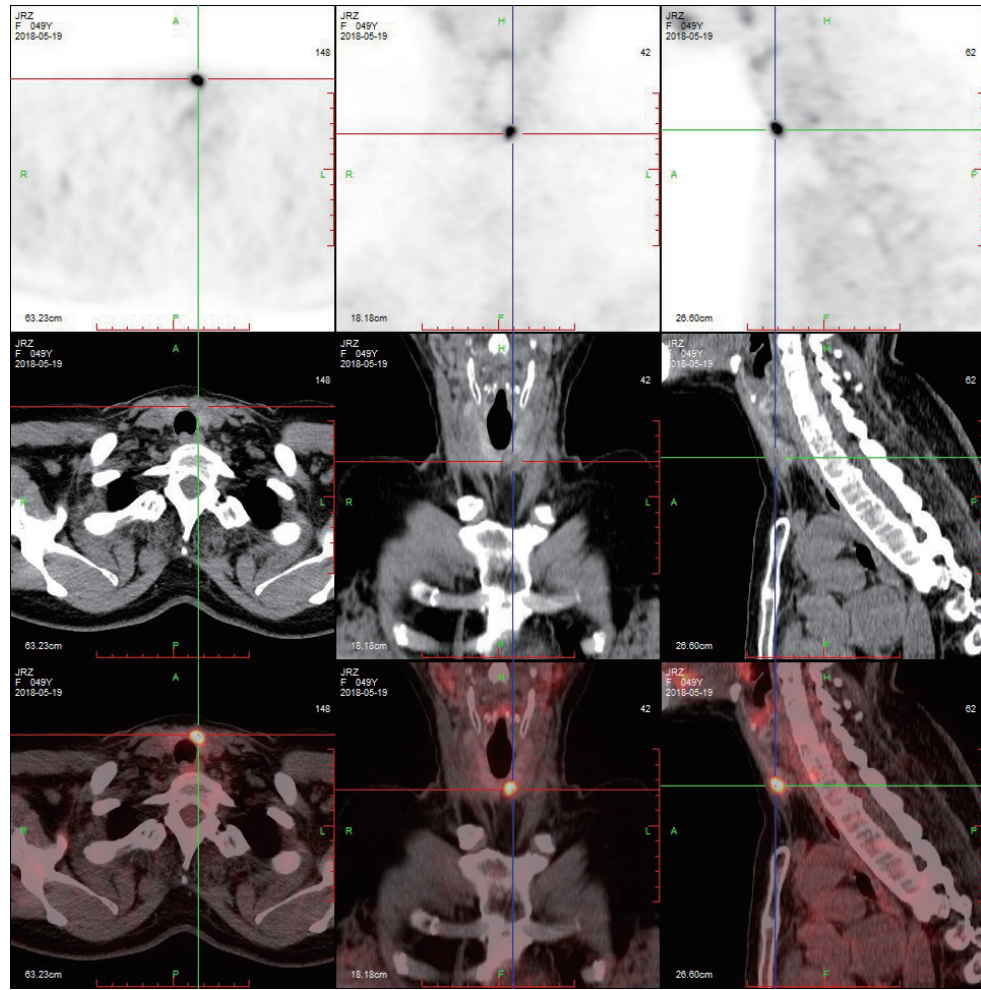 JRZ
F 049Y
2018-05-19
A
148
R
L
63.23cm
P
JRZ
F 049Y
2018-05-19
H
42
R
L
18.18cm
F
JRZ
F 049Y
2018-05-19
H
62
A
P
26.60cm
F
JRZ
F 049Y
2018-05-19
A
148
R
L
63.23cm
P
JRZ
F 049Y
2018-05-19
H
42
R
L
18.18cm
F
JRZ
F 049Y
2018-05-19
H
62
A
P
26.60cm
F
JRZ
F 049Y
2018-05-19
A
148
R
L
63.23cm
P
JRZ
F 049Y
2018-05-19
H
42
R
L
18.18cm
F
JRZ
F 049Y
2018-05-19
H
62
A
P
26.60cm
F